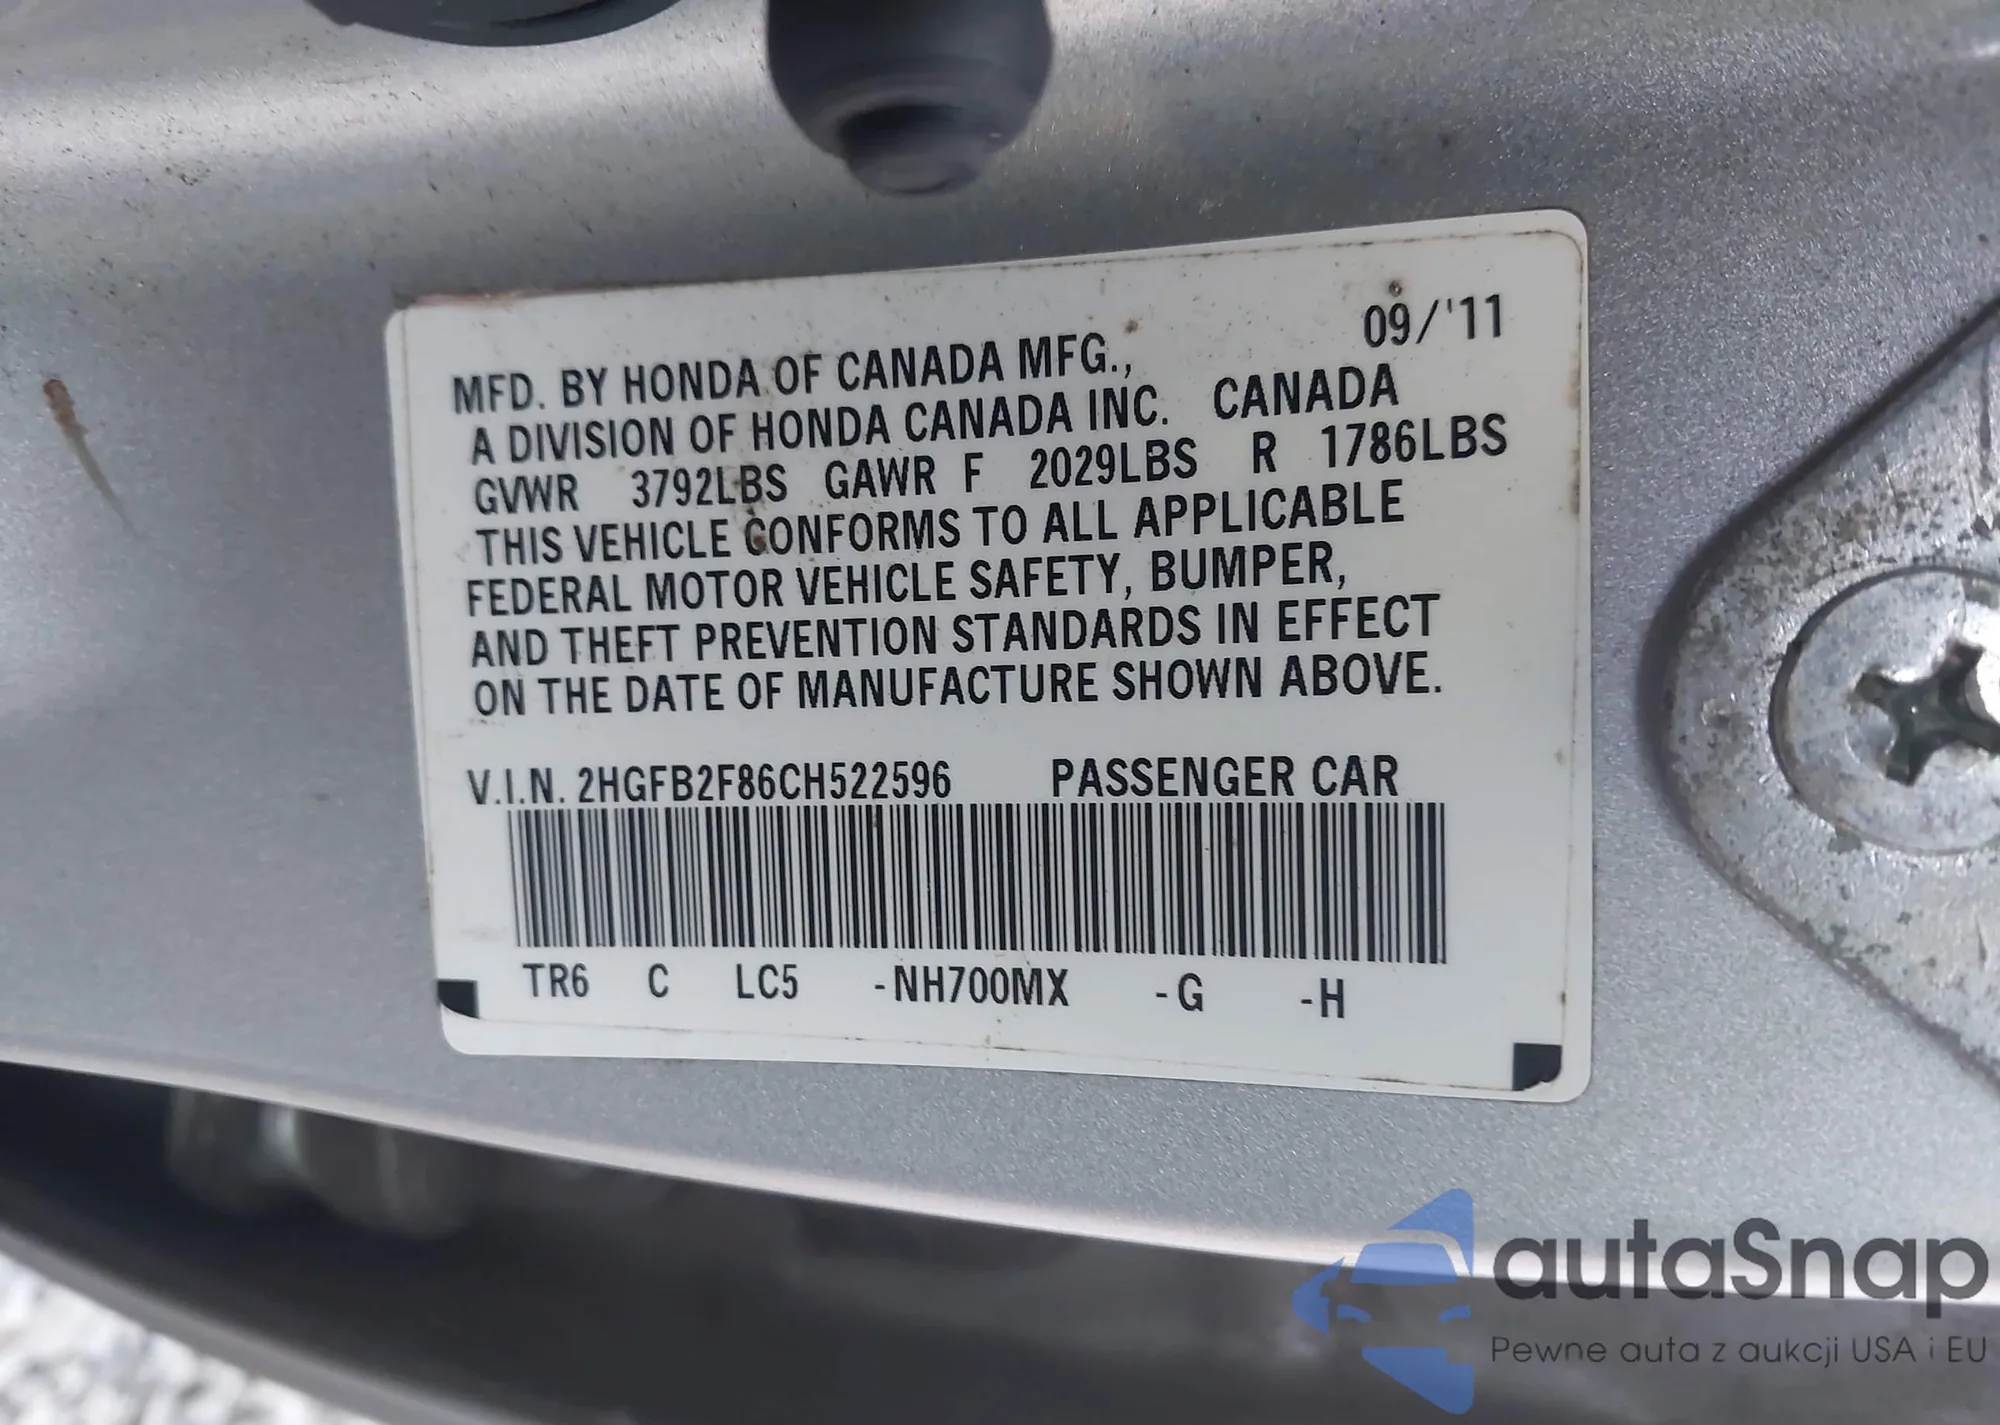 09/'11
MFD. BY HONDA OF CANADA MFG.,
A DIVISION OF HONDA CANADA INC. CANADA
GVWR 3792LBS GAWR F 2029LBS R 1786LBS
THIS VEHICLE CONFORMS TO ALL APPLICABLE
FEDERAL MOTOR VEHICLE SAFETY, BUMPER,
AND THEFT PREVENTION STANDARDS IN EFFECT
ON THE DATE OF MANUFACTURE SHOWN ABOVE.
V.I.N. 2HGFB2F86CH522596 PASSENGER CAR
TR6 C LC5 -NH700MX -G -H
autaSnap
Pewne auta z aukcji USA i EU